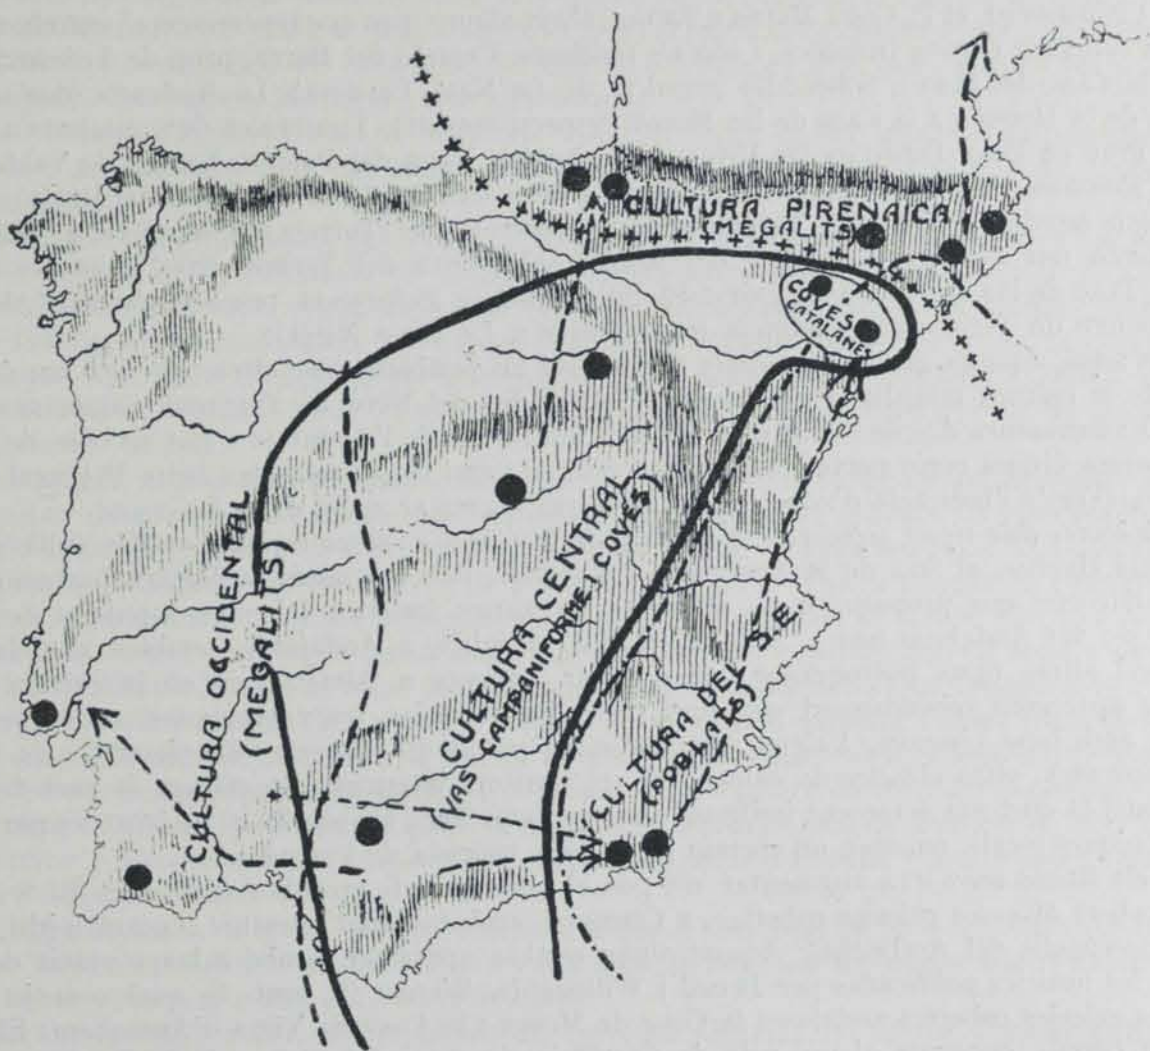 CULTURA PIRENAICA
(MEGALITS)
COVES
CATALANES
CULTURA OCCIDENTAL
(MEGALITS)
CULTURA CENTRAL
(VAS CAMPANIFORME I COVES)
CULTURA DEL S.E.
(POBLATS)